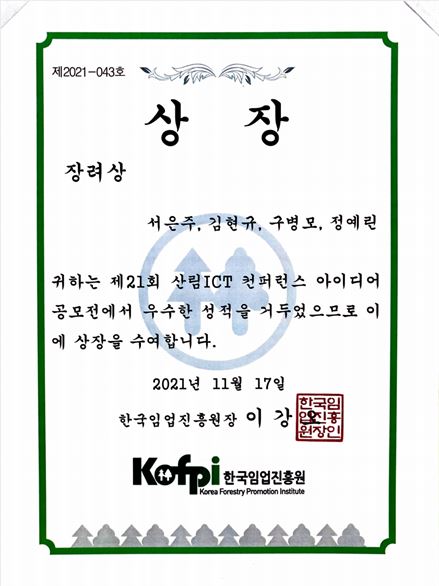 제2021-043호
상 장
장려상
서은주, 김현규, 구병모, 정예린
귀하는 제21회 산림ICT 컨퍼런스 아이디어
공모전에서 우수한 성적을 거두었으므로 이
에 상장을 수여합니다.
2021년 11월 17일
한국임업진흥원장 이 강 오
한국임
업진흥
원장인
Kofpi 한국임업진흥원
Korea Forestry Promotion Institute